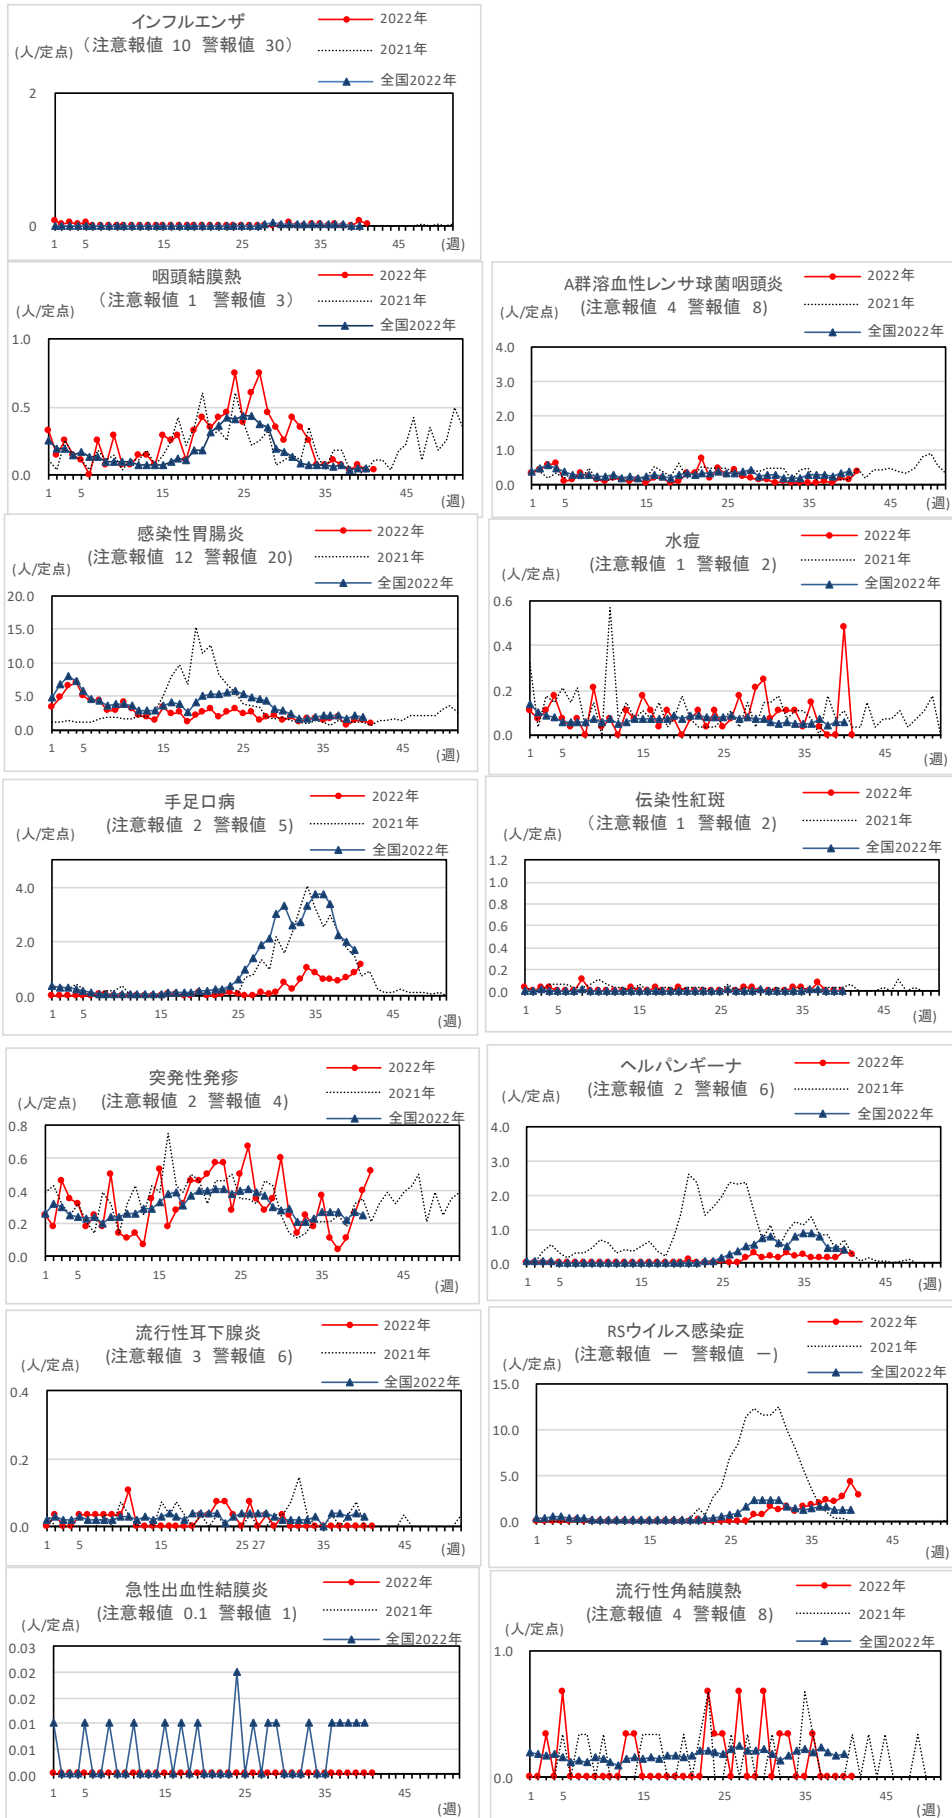 インフルエンザ
（注意報値 10 警報値 30）
(人/定点)
2022年
2021年
全国2022年
2
0
1 5 15 25 35 45 (週)
咽頭結膜熱
（注意報値 1 警報値 3）
(人/定点)
2022年
2021年
全国2022年
1.0
0.5
0.0
1 5 15 25 35 45 (週)
A群溶血性レンサ球菌咽頭炎
(注意報値 4 警報値 8)
(人/定点)
2022年
2021年
全国2022年
4.0
3.0
2.0
1.0
0.0
1 5 15 25 35 45 (週)
感染性胃腸炎
(注意報値 12 警報値 20)
(人/定点)
2022年
2021年
全国2022年
20.0
15.0
10.0
5.0
0.0
1 5 15 25 35 45 (週)
水痘
(注意報値 1 警報値 2)
(人/定点)
2022年
2021年
全国2022年
0.6
0.4
0.2
0.0
1 5 15 25 35 45 (週)
手足口病
(注意報値 2 警報値 5)
(人/定点)
2022年
2021年
全国2022年
4.0
2.0
0.0
1 5 15 25 35 45 (週)
伝染性紅斑
（注意報値 1 警報値 2)
(人/定点)
2022年
2021年
全国2022年
1.2
1.0
0.8
0.6
0.4
0.2
0.0
1 5 15 25 35 45 (週)
突発性発疹
(注意報値 2 警報値 4)
(人/定点)
2022年
2021年
全国2022年
0.8
0.6
0.4
0.2
0.0
1 5 15 25 35 45 (週)
ヘルパンギーナ
(注意報値 2 警報値 6)
(人/定点)
2022年
2021年
全国2022年
4.0
3.0
2.0
1.0
0.0
1 5 15 25 35 45 (週)
流行性耳下腺炎
(注意報値 3 警報値 6)
(人/定点)
2022年
2021年
全国2022年
0.4
0.2
0.0
1 5 15 25 27 35 45 (週)
RSウイルス感染症
(注意報値 ー 警報値 ー)
(人/定点)
2022年
2021年
全国2022年
15.0
10.0
5.0
0.0
1 5 15 25 35 45 (週)
急性出血性結膜炎
(注意報値 0.1 警報値 1)
(人/定点)
2022年
2021年
全国2022年
0.03
0.02
0.02
0.01
0.01
0.00
1 5 15 25 35 45 (週)
流行性角結膜熱
(注意報値 4 警報値 8)
(人/定点)
2022年
2021年
全国2022年
1.0
0.0
1 5 15 25 35 45 (週)